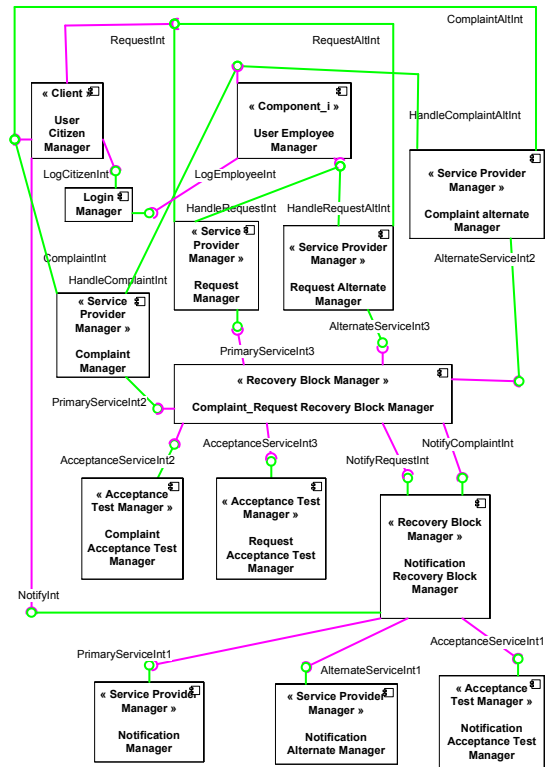 ComplaintAltInt
RequestInt
RequestAltInt
« Client »
User
Citizen
Manager
« Component_i »
User Employee
Manager
HandleComplaintAltInt
LogCitizenInt
LogEmployeeInt
Login
Manager
« Service Provider
Manager »
Complaint alternate
Manager
HandleRequestInt
HandleRequestAltInt
« Service
Provider
Manager »
Request
Manager
« Service Provider
Manager »
Request Alternate
Manager
AlternateServiceInt2
ComplaintInt
HandleComplaintInt
« Service
Provider
Manager »
Complaint
Manager
AlternateServiceInt3
PrimaryServiceInt3
« Recovery Block Manager »
Complaint_Request Recovery Block Manager
PrimaryServiceInt2
AcceptanceServiceInt3
NotifyComplaintInt
AcceptanceServiceInt2
NotifyRequestInt
« Acceptance
Test Manager »
Complaint
Acceptance Test
Manager
« Acceptance Test
Manager »
Request
Acceptance Test
Manager
« Recovery Block
Manager »
Notification
Recovery Block
Manager
NotifyInt
PrimaryServiceInt1
AlternateServiceInt1
AcceptanceServiceInt1
« Service Provider
Manager »
Notification
Manager
« Service Provider
Manager »
Notification
Alternate Manager
« Acceptance
Test Manager »
Notification
Acceptance Test
Manager